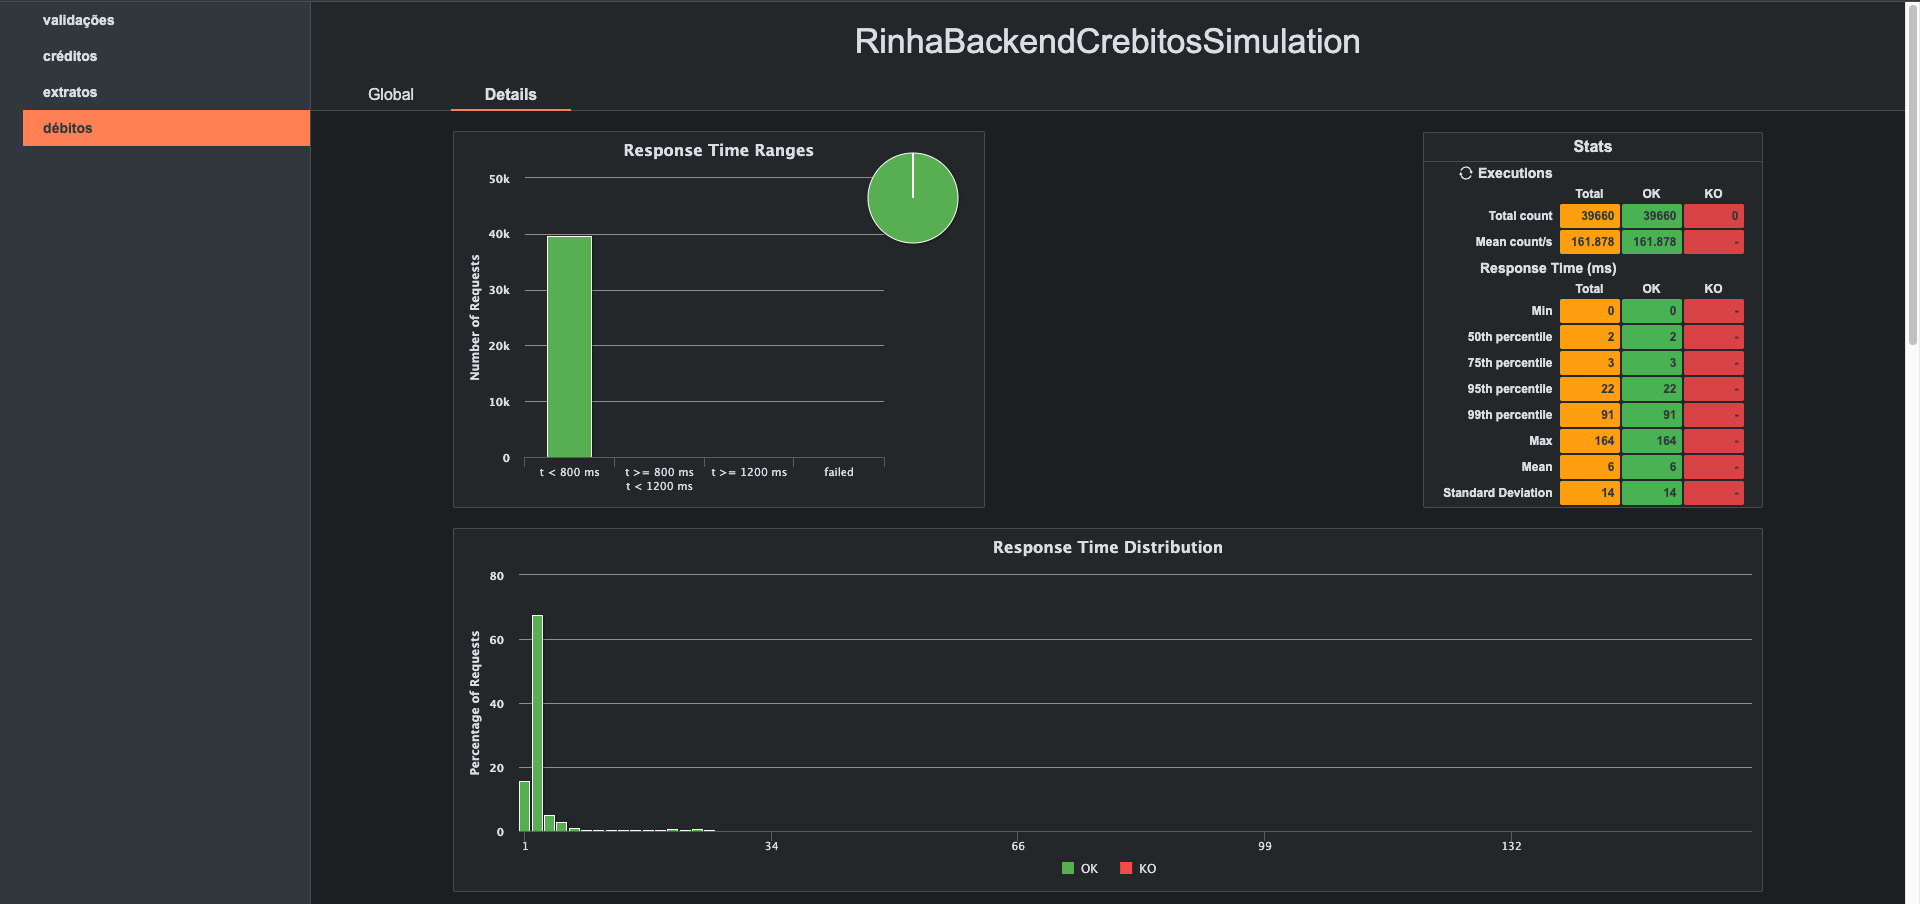 validações
créditos
extratos
débitos
RinhaBackendCrebitosSimulation
Global Details
Response Time Ranges
Number of Requests
50k
40k
30k
20k
10k
0
t < 800 ms
t >= 800 ms
t < 1200 ms
t >= 1200 ms
failed
Stats
Executions
Total OK KO
Total count 39660 39660 0
Mean count/s 161.878 161.878 -
Response Time (ms)
Total OK KO
Min 0 0 -
50th percentile 2 2 -
75th percentile 3 3 -
95th percentile 22 22 -
99th percentile 91 91 -
Max 164 164 -
Mean 6 6 -
Standard Deviation 14 14 -
Response Time Distribution
Percentage of Requests
80
60
40
20
0
1 34 66 99 132
OK KO